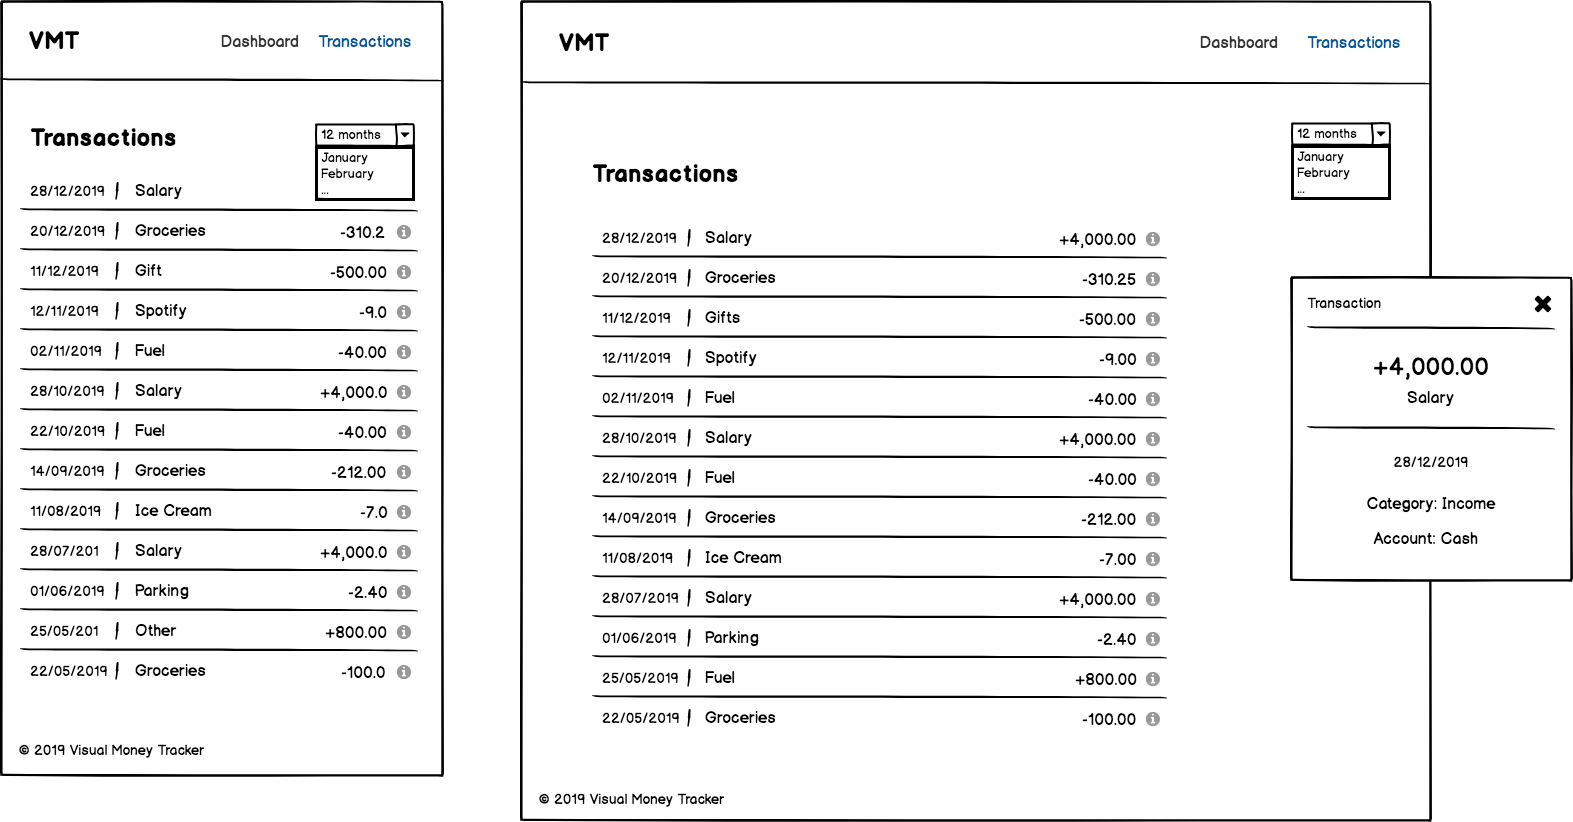 VMT Dashboard Transactions
Transactions
12 months
January
February
...
28/12/2019 | Salary
20/12/2019 | Groceries -310.2
11/12/2019 | Gift -500.00
12/11/2019 | Spotify -9.0
02/11/2019 | Fuel -40.00
28/10/2019 | Salary +4,000.0
22/10/2019 | Fuel -40.00
14/09/2019 | Groceries -212.00
11/08/2019 | Ice Cream -7.0
28/07/201 | Salary +4,000.0
01/06/2019 | Parking -2.40
25/05/201 | Other +800.00
22/05/2019 | Groceries -100.0
© 2019 Visual Money Tracker
VMT Dashboard Transactions
12 months
January
February
...
Transactions
28/12/2019 | Salary +4,000.00
20/12/2019 | Groceries -310.25
11/12/2019 | Gifts -500.00
12/11/2019 | Spotify -9.00
02/11/2019 | Fuel -40.00
28/10/2019 | Salary +4,000.00
22/10/2019 | Fuel -40.00
14/09/2019 | Groceries -212.00
11/08/2019 | Ice Cream -7.00
28/07/2019 | Salary +4,000.00
01/06/2019 | Parking -2.40
25/05/2019 | Fuel +800.00
22/05/2019 | Groceries -100.00
© 2019 Visual Money Tracker
Transaction
+4,000.00
Salary
28/12/2019
Category: Income
Account: Cash